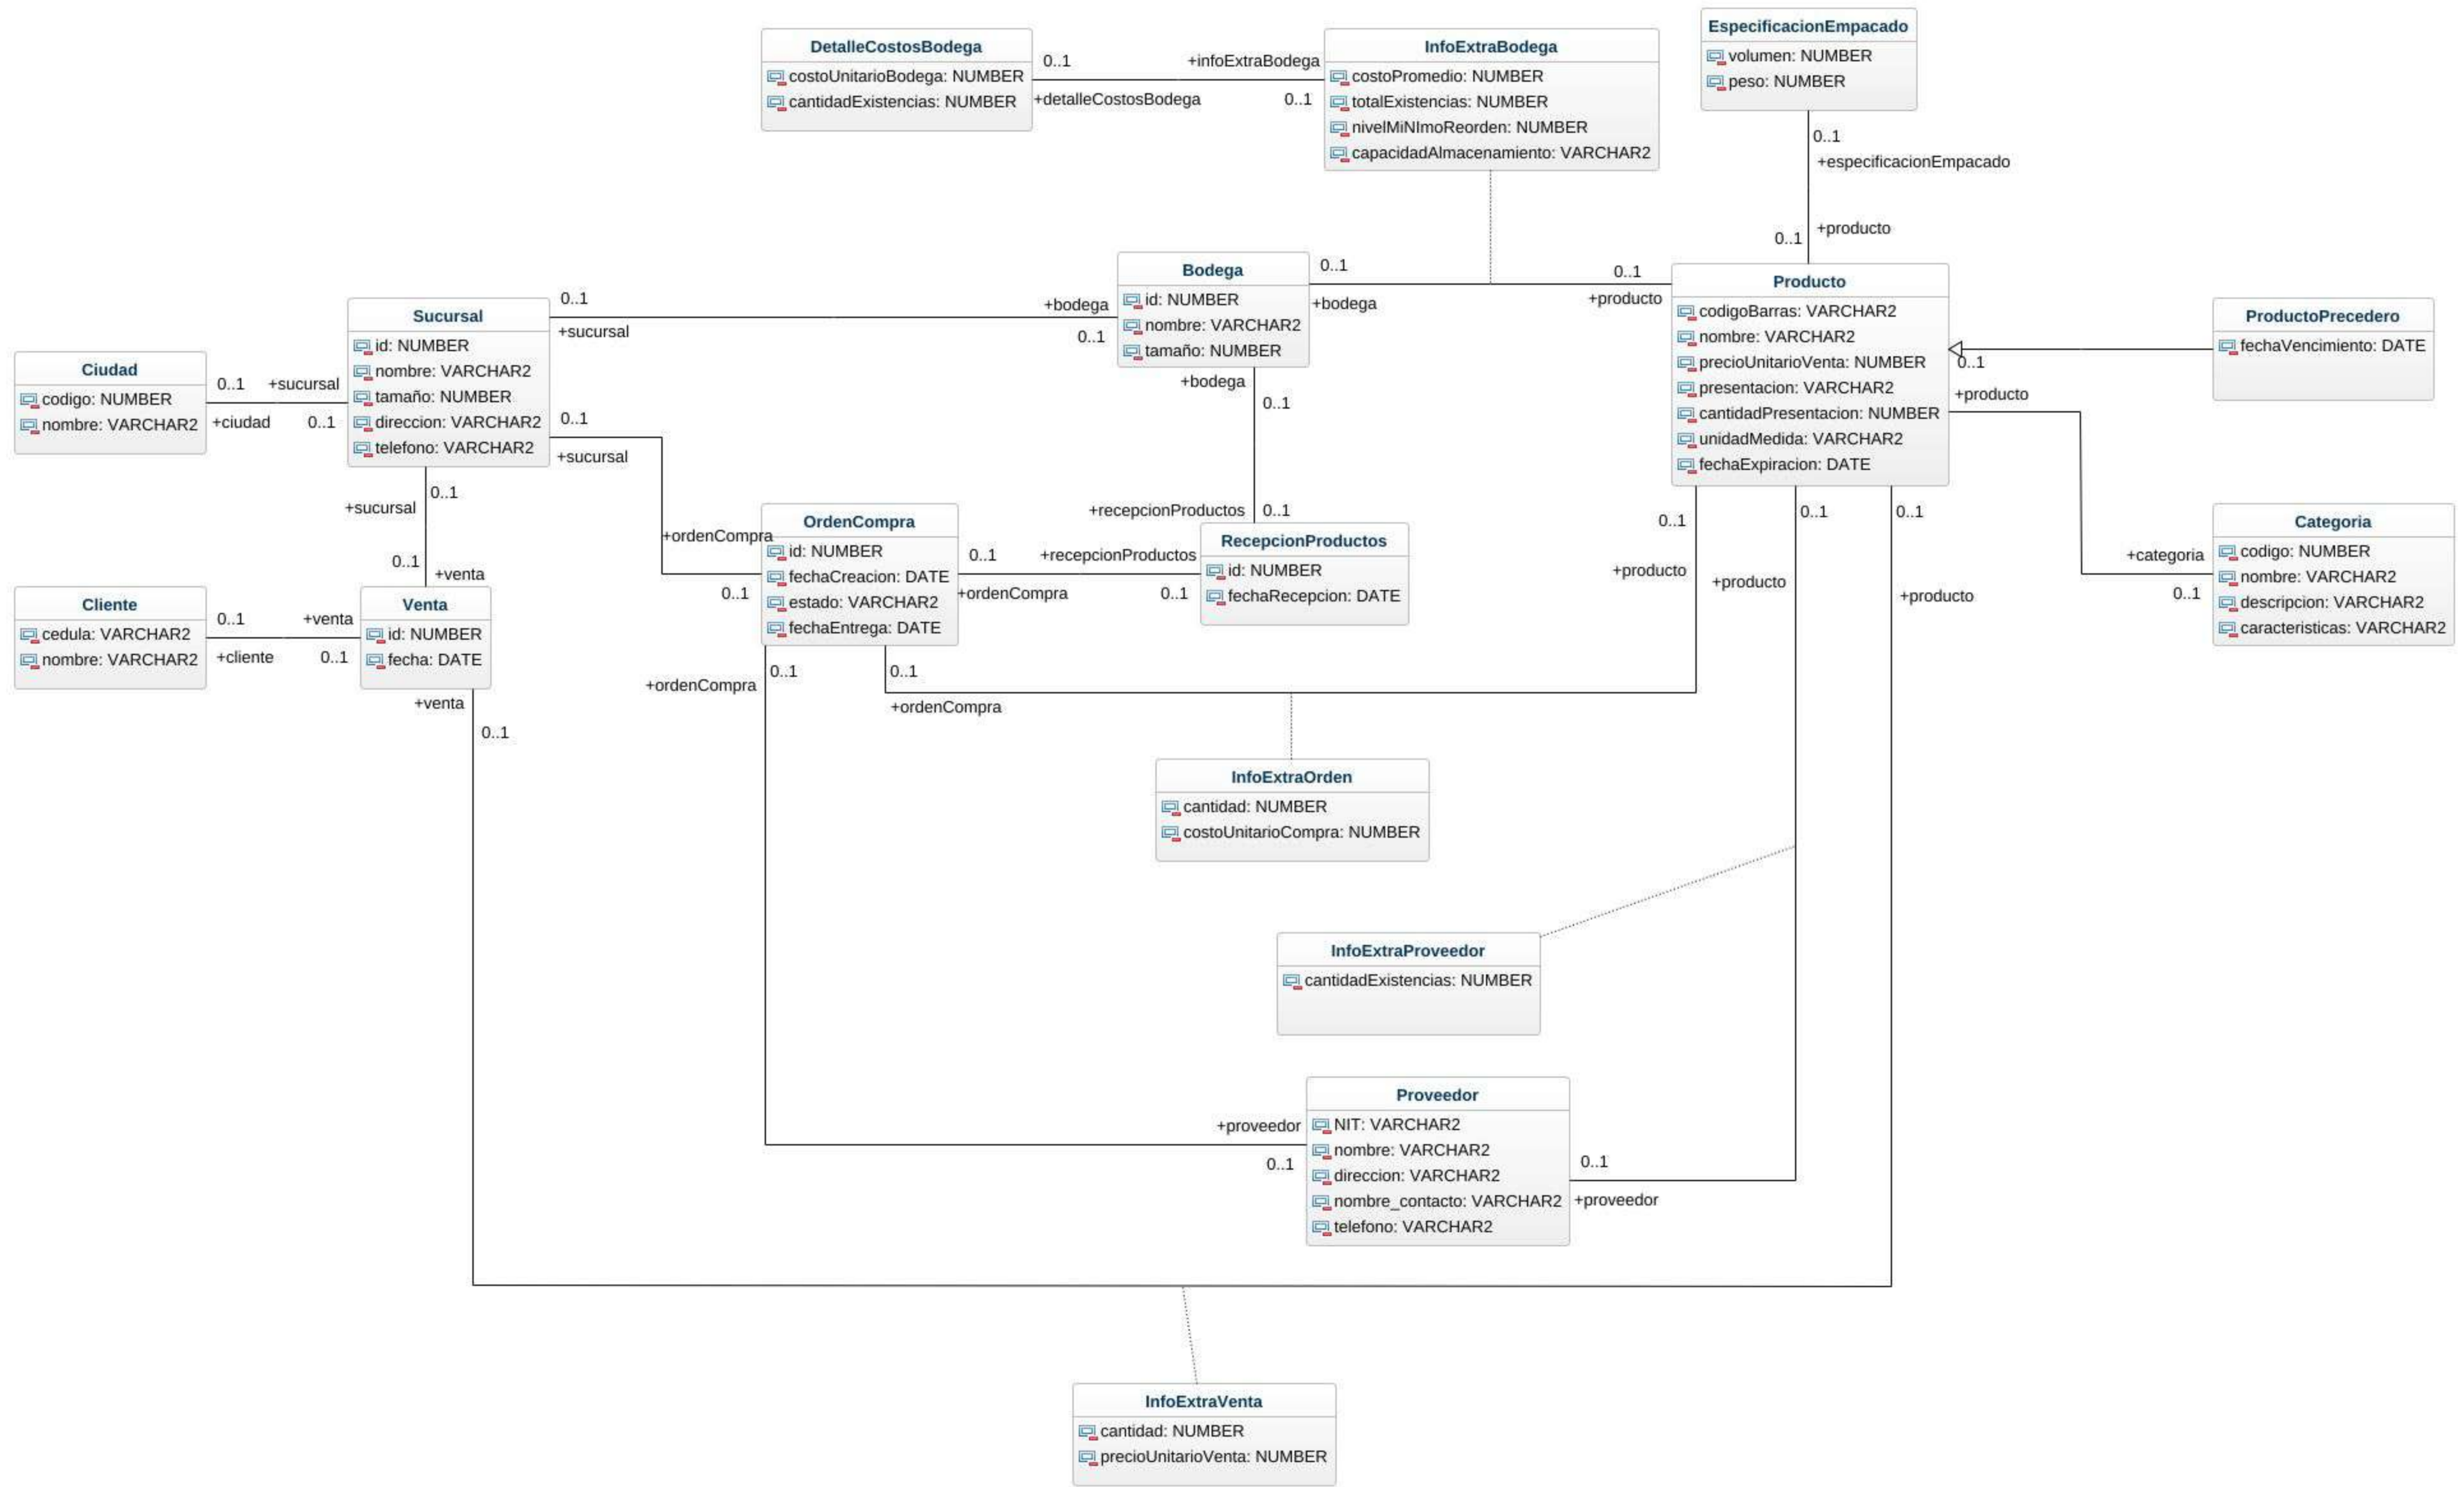 DetalleCostosBodega
costoUnitarioBodega: NUMBER
cantidadExistencias: NUMBER
0..1
+infoExtraBodega
+detalleCostosBodega
0..1
InfoExtraBodega
costoPromedio: NUMBER
totalExistencias: NUMBER
nivelMiNImoReorden: NUMBER
capacidadAlmacenamiento: VARCHAR2
EspecificacionEmpacado
volumen: NUMBER
peso: NUMBER
0..1
+especificacionEmpacado
+producto
0..1
Bodega
id: NUMBER
nombre: VARCHAR2
tamaño: NUMBER
0..1
+bodega
0..1
+producto
Producto
codigoBarras: VARCHAR2
nombre: VARCHAR2
precioUnitarioVenta: NUMBER
presentacion: VARCHAR2
cantidadPresentacion: NUMBER
unidadMedida: VARCHAR2
fechaExpiracion: DATE
ProductoPrecedero
fechaVencimiento: DATE
0..1
+producto
Sucursal
id: NUMBER
nombre: VARCHAR2
tamaño: NUMBER
direccion: VARCHAR2
telefono: VARCHAR2
0..1
+sucursal
+bodega
0..1
Ciudad
codigo: NUMBER
nombre: VARCHAR2
0..1
+sucursal
+ciudad
0..1
0..1
+sucursal
+bodega
0..1
+recepcionProductos
0..1
0..1
+sucursal
0..1
+venta
+ordenCompra
0..1
OrdenCompra
id: NUMBER
fechaCreacion: DATE
estado: VARCHAR2
fechaEntrega: DATE
0..1
+recepcionProductos
+ordenCompra
0..1
RecepcionProductos
id: NUMBER
fechaRecepcion: DATE
0..1
+producto
0..1
+producto
0..1
+producto
+categoria
0..1
Categoria
codigo: NUMBER
nombre: VARCHAR2
descripcion: VARCHAR2
caracteristicas: VARCHAR2
Cliente
cedula: VARCHAR2
nombre: VARCHAR2
0..1
+venta
+cliente
0..1
Venta
id: NUMBER
fecha: DATE
+venta
0..1
0..1
+ordenCompra
0..1
+ordenCompra
InfoExtraOrden
cantidad: NUMBER
costoUnitarioCompra: NUMBER
InfoExtraProveedor
cantidadExistencias: NUMBER
+proveedor
0..1
Proveedor
NIT: VARCHAR2
nombre: VARCHAR2
direccion: VARCHAR2
nombre_contacto: VARCHAR2
telefono: VARCHAR2
0..1
+proveedor
InfoExtraVenta
cantidad: NUMBER
precioUnitarioVenta: NUMBER